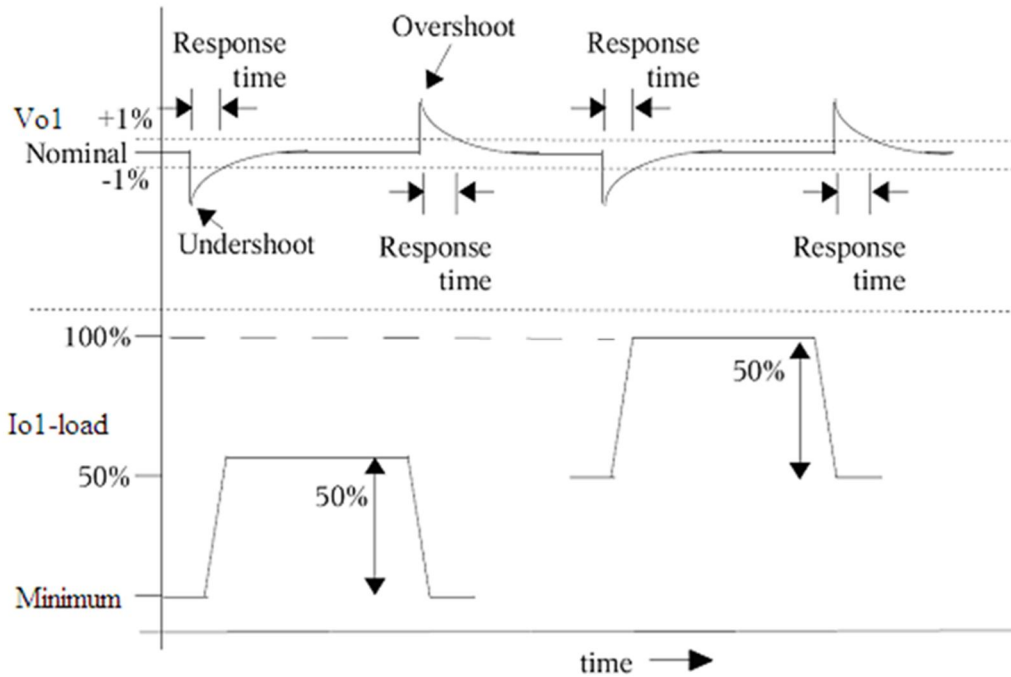 Overshoot
Response
time
Response
time
Vo1 +1%
Nominal
-1%
Undershoot
Response
time
Response
time
100%
50%
Io1-load
50%
50%
Minimum
time